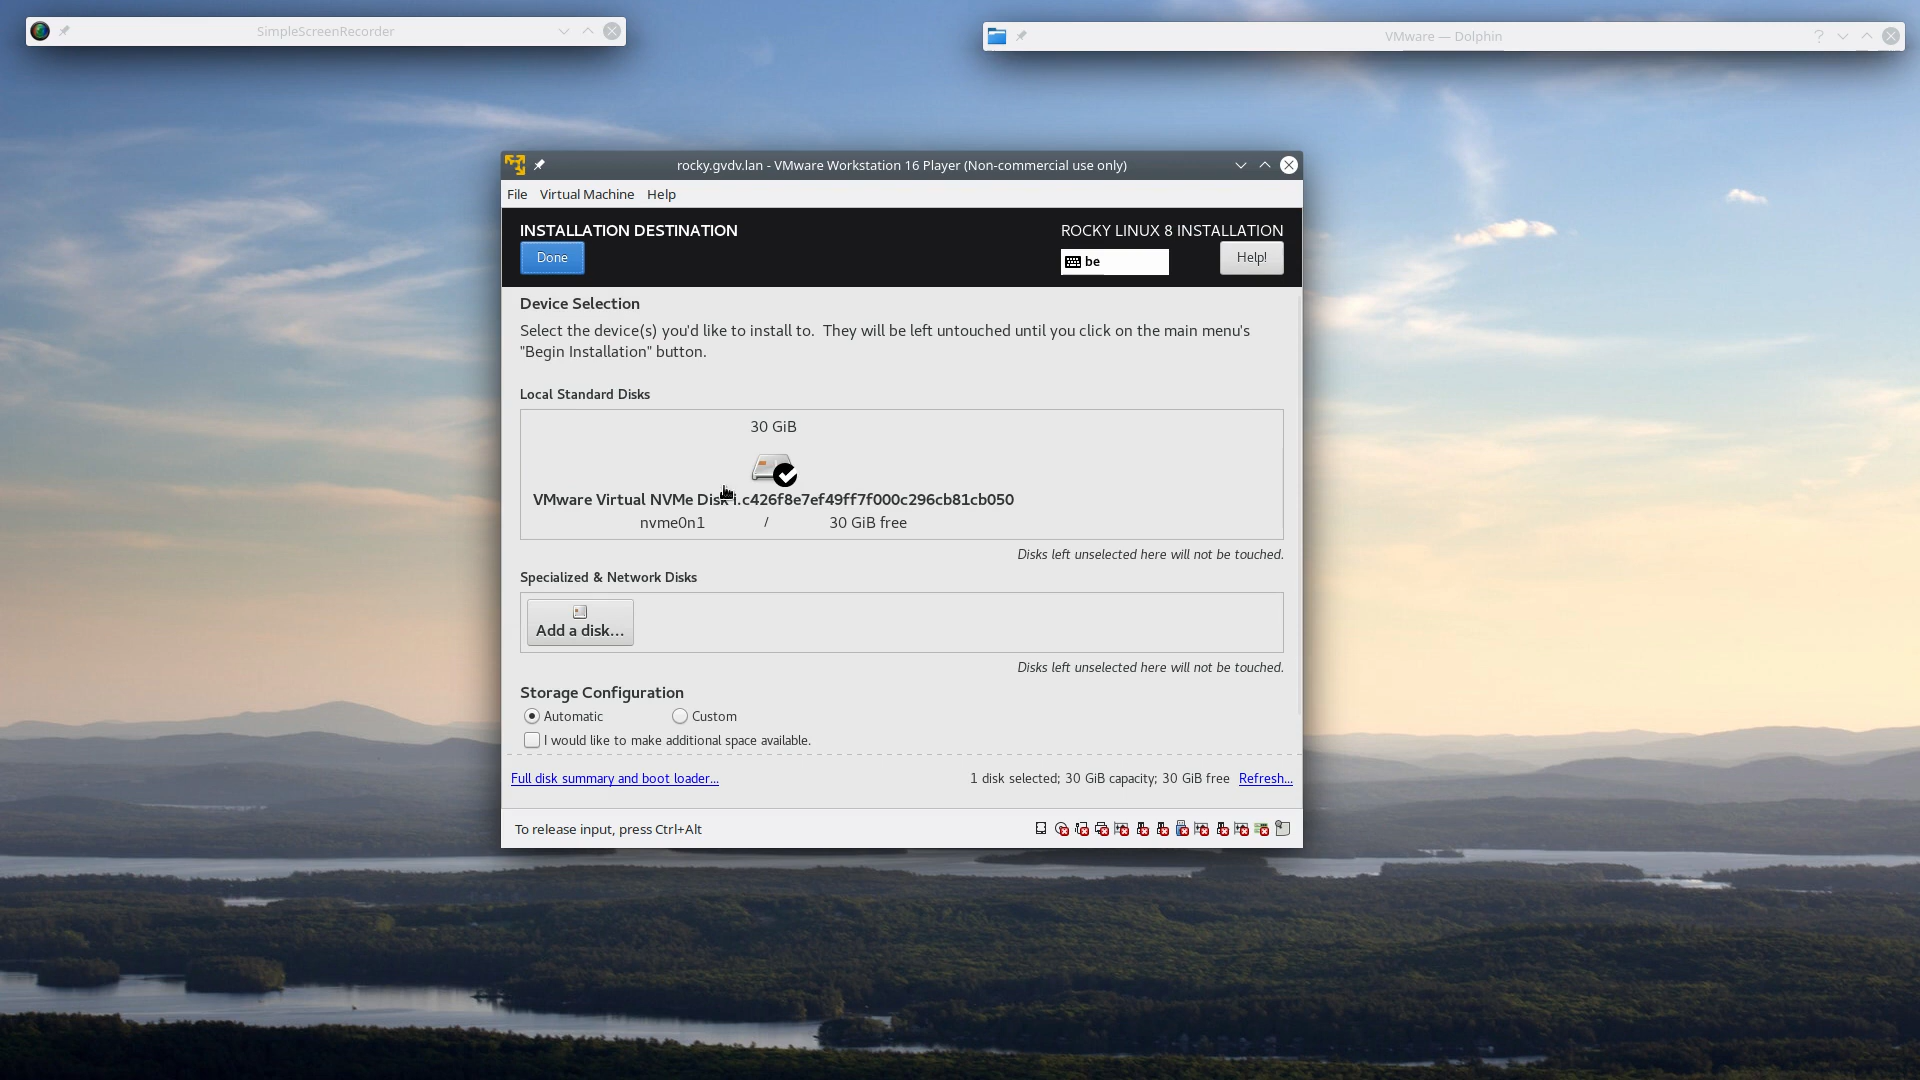 SimpleScreenRecorder
VMware — Dolphin
rocky.gvdv.lan - VMware Workstation 16 Player (Non-commercial use only)
File Virtual Machine Help
INSTALLATION DESTINATION
ROCKY LINUX 8 INSTALLATION
Done
be
Help!
Device Selection
Select the device(s) you'd like to install to. They will be left untouched until you click on the main menu's
"Begin Installation" button.
Local Standard Disks
30 GiB
VMware Virtual NVMe Disk i.c426f8e7ef49ff7f000c296cb81cb050
nvme0n1 / 30 GiB free
Disks left unselected here will not be touched.
Specialized & Network Disks
Add a disk...
Disks left unselected here will not be touched.
Storage Configuration
Automatic Custom
I would like to make additional space available.
Full disk summary and boot loader...
1 disk selected; 30 GiB capacity; 30 GiB free Refresh...
To release input, press Ctrl+Alt